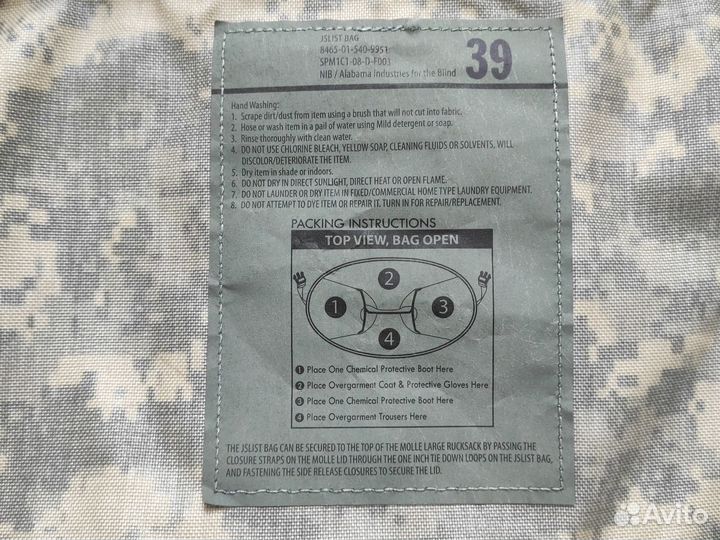 JSLIST BAG
8465-01-540-9951
SPM1C1-08-D-F003
NIB / Alabama Industries for the Blind
39
Hand Washing:
1. Scrape dirt/dust from item using a brush that will not cut into fabric.
2. Hose or wash item in a pail of water using Mild detergent or soap.
3. Rinse thoroughly with clean water.
4. DO NOT USE CHLORINE BLEACH, YELLOW SOAP, CLEANING FLUIDS OR SOLVENTS, WILL
DISCOLOR/DETERIORATE THE ITEM.
5. Dry item in shade or indoors.
6. DO NOT DRY IN DIRECT SUNLIGHT, DIRECT HEAT OR OPEN FLAME.
7. DO NOT LAUNDER OR DRY ITEM IN FIXED/COMMERCIAL HOME TYPE LAUNDRY EQUIPMENT.
8. DO NOT ATTEMPT TO DYE ITEM OR REPAIR IT. TURN IN FOR REPAIR/REPLACEMENT.
PACKING INSTRUCTIONS
TOP VIEW, BAG OPEN
2
1
3
4
1 Place One Chemical Protective Boot Here
2 Place Overgarment Coat & Protective Gloves Here
3 Place One Chemical Protective Boot Here
4 Place Overgarment Trousers Here
THE JSLIST BAG CAN BE SECURED TO THE TOP OF THE MOLLE LARGE RUCKSACK BY PASSING THE
CLOSURE STRAPS ON THE MOLLE LID THROUGH THE ONE INCH TIE DOWN LOOPS ON THE JSLIST BAG,
AND FASTENING THE SIDE RELEASE CLOSURES TO SECURE THE LID.
Avito